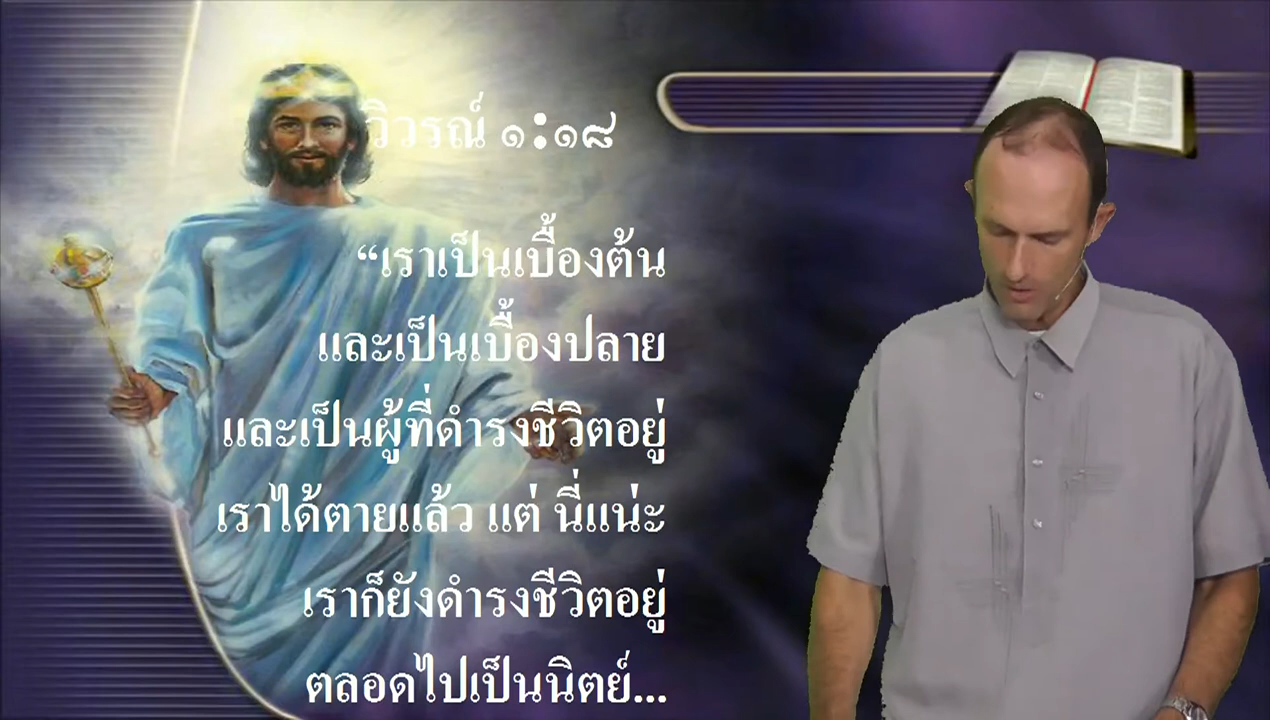 วิวรณ์ ๑:๑๘
“เราเป็นเบื้องต้น
และเป็นเบื้องปลาย
และเป็นผู้ที่ดำรงชีวิตอยู่
เราได้ตายแล้ว แต่ นี่แน่ะ
เราก็ยังดำรงชีวิตอยู่
ตลอดไปเป็นนิตย์...